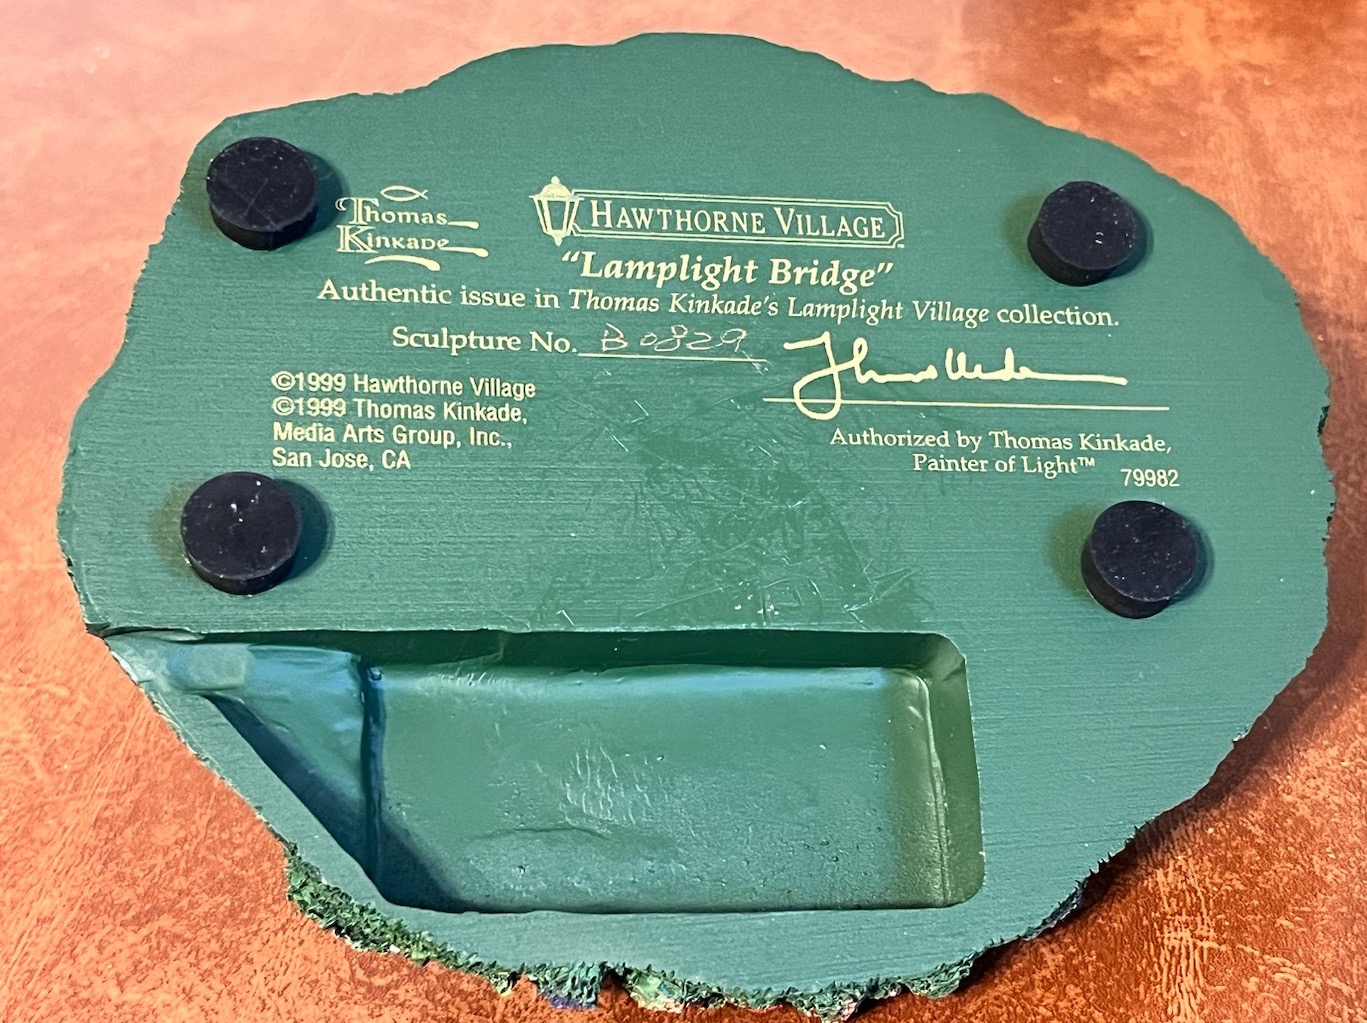 Thomas
Kinkade
HAWTHORNE VILLAGE
"Lamplight Bridge"
Authentic issue in Thomas Kinkade's Lamplight Village collection.
Sculpture No. B0829
©1999 Hawthorne Village
©1999 Thomas Kinkade,
Media Arts Group, Inc.,
San Jose, CA
Authorized by Thomas Kinkade,
Painter of Light™
79982